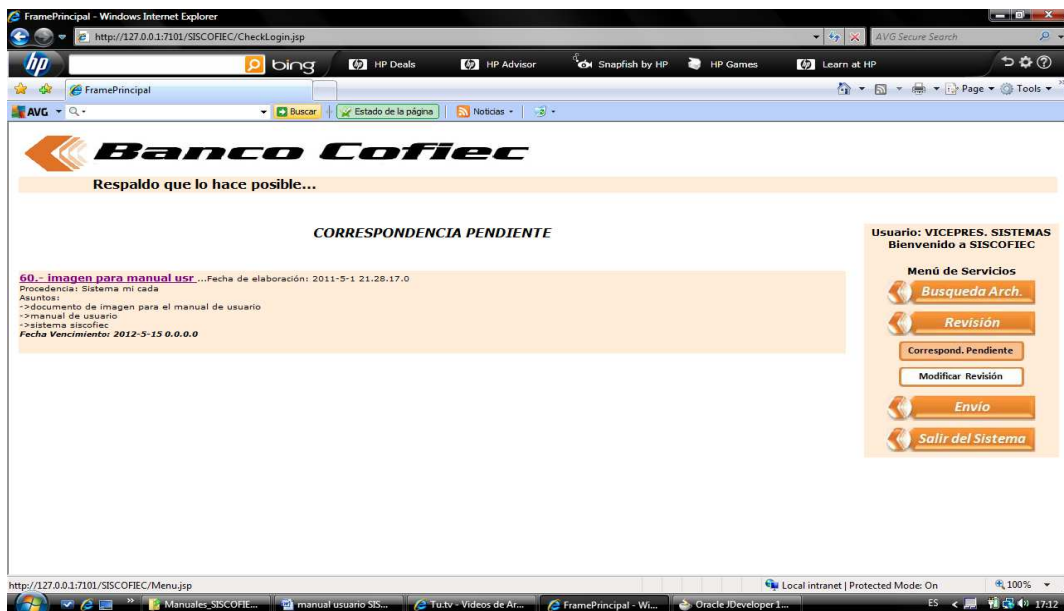 FramePrincipal - Windows Internet Explorer
http://127.0.0.1:7101/SISCOFIEC/CheckLogin.jsp
AVG Secure Search
hp
bing
HP Deals
HP Advisor
Snapfish by HP
HP Games
Learn at HP
FramePrincipal
Page
Tools
AVG
Buscar
Estado de la página
Noticias
Banco Cofiec
Respaldo que lo hace posible...
CORRESPONDENCIA PENDIENTE
60.- imagen para manual usr ...Fecha de elaboración: 2011-5-1 21.28.17.0
Procedencia: Sistema mi cada
Asuntos:
->documento de imagen para el manual de usuario
->manual de usuario
->sistema siscofiec
Fecha Vencimiento: 2012-5-15 0.0.0.0
Usuario: VICEPRES. SISTEMAS
Bienvenido a SISCOFIEC
Menú de Servicios
Busqueda Arch.
Revisión
Correspond. Pendiente
Modificar Revisión
Envío
Salir del Sistema
http://127.0.0.1:7101/SISCOFIEC/Menu.jsp
Local intranet | Protected Mode: On
100%
Manuales_SISCOFIE...
manual usuario SIS...
Tu.tv - Videos de Ar...
FramePrincipal - Wi...
Oracle JDeveloper 1...
ES
17:12